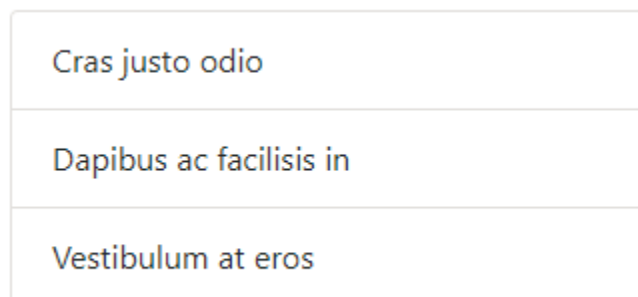 Cras justo odio
Dapibus ac facilisis in
Vestibulum at eros